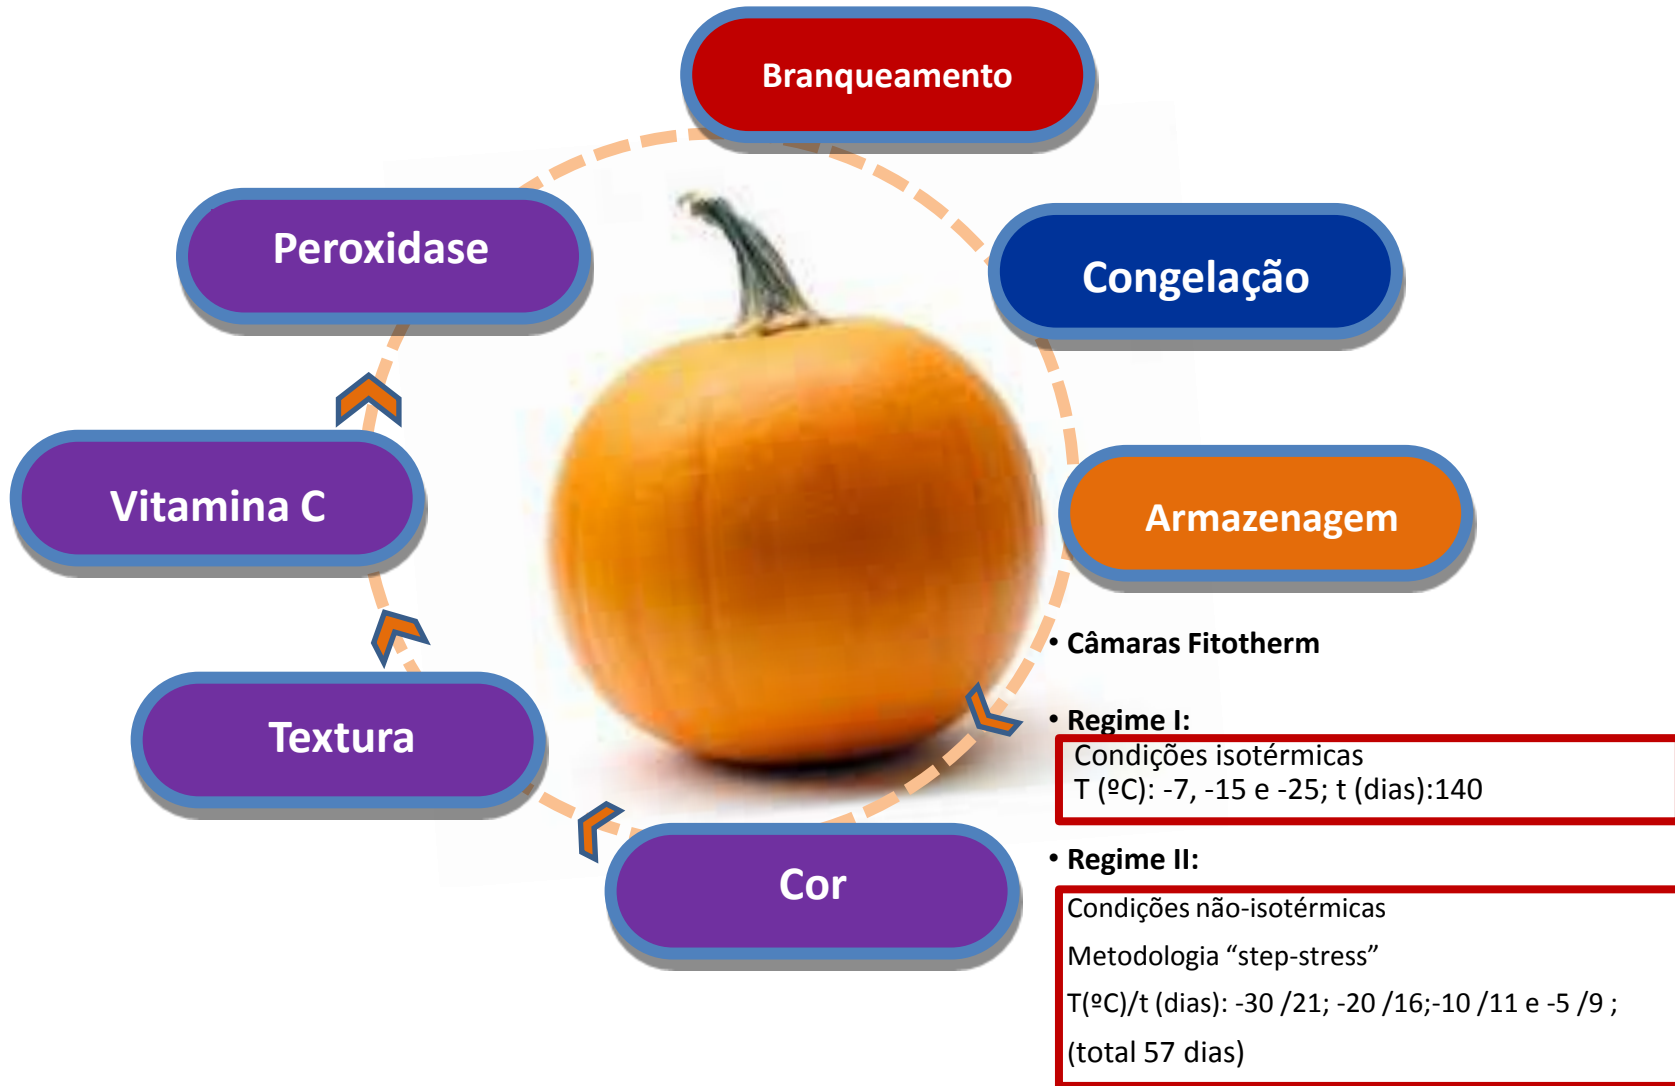 Branqueamento
Peroxidase
Congelação
Vitamina C
Armazenagem
• Câmaras Fitotherm
• Regime I:
Condições isotérmicas
T (ºC): -7, -15 e -25; t (dias):140
Textura
• Regime II:
Cor
Condições não-isotérmicas
Metodologia “step-stress”
T(ºC)/t (dias): -30 /21; -20 /16;-10 /11 e -5 /9 ;
(total 57 dias)